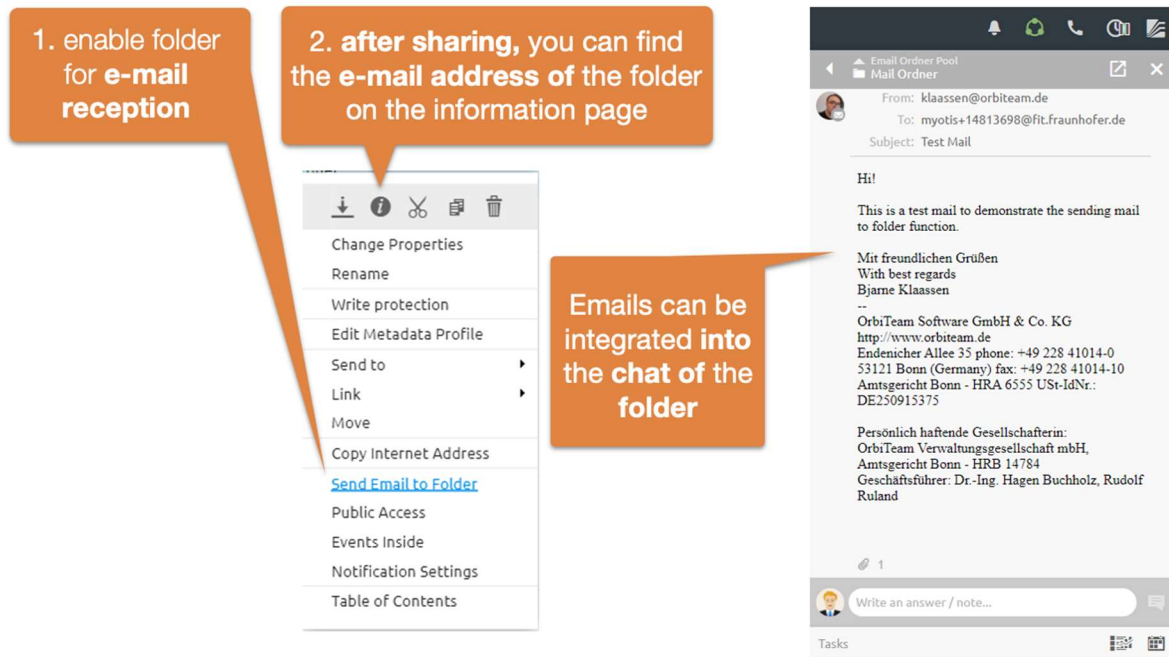 1. enable folder
for e-mail
reception
2. after sharing, you can find
the e-mail address of the folder
on the information page
Change Properties
Rename
Write protection
Edit Metadata Profile
Send to
Link
Move
Copy Internet Address
Send Email to Folder
Public Access
Events Inside
Notification Settings
Table of Contents
Emails can be
integrated into
the chat of the
folder
Email Ordner Pool
Mail Ordner
From: klaassen@orbiteam.de
To: myotis+14813698@fit.fraunhofer.de
Subject: Test Mail
Hi!
This is a test mail to demonstrate the sending mail
to folder function.
Mit freundlichen Grüßen
With best regards
Bjarne Klaassen
--
OrbiTeam Software GmbH & Co. KG
http://www.orbiteam.de
Endenicher Allee 35 phone: +49 228 41014-0
53121 Bonn (Germany) fax: +49 228 41014-10
Amtsgericht Bonn - HRA 6555 USt-IdNr.:
DE250915375
Persönlich haftende Gesellschafterin:
OrbiTeam Verwaltungsgesellschaft mbH,
Amtsgericht Bonn - HRB 14784
Geschäftsführer: Dr.-Ing. Hagen Buchholz, Rudolf
Ruland
1
Write an answer / note...
Tasks